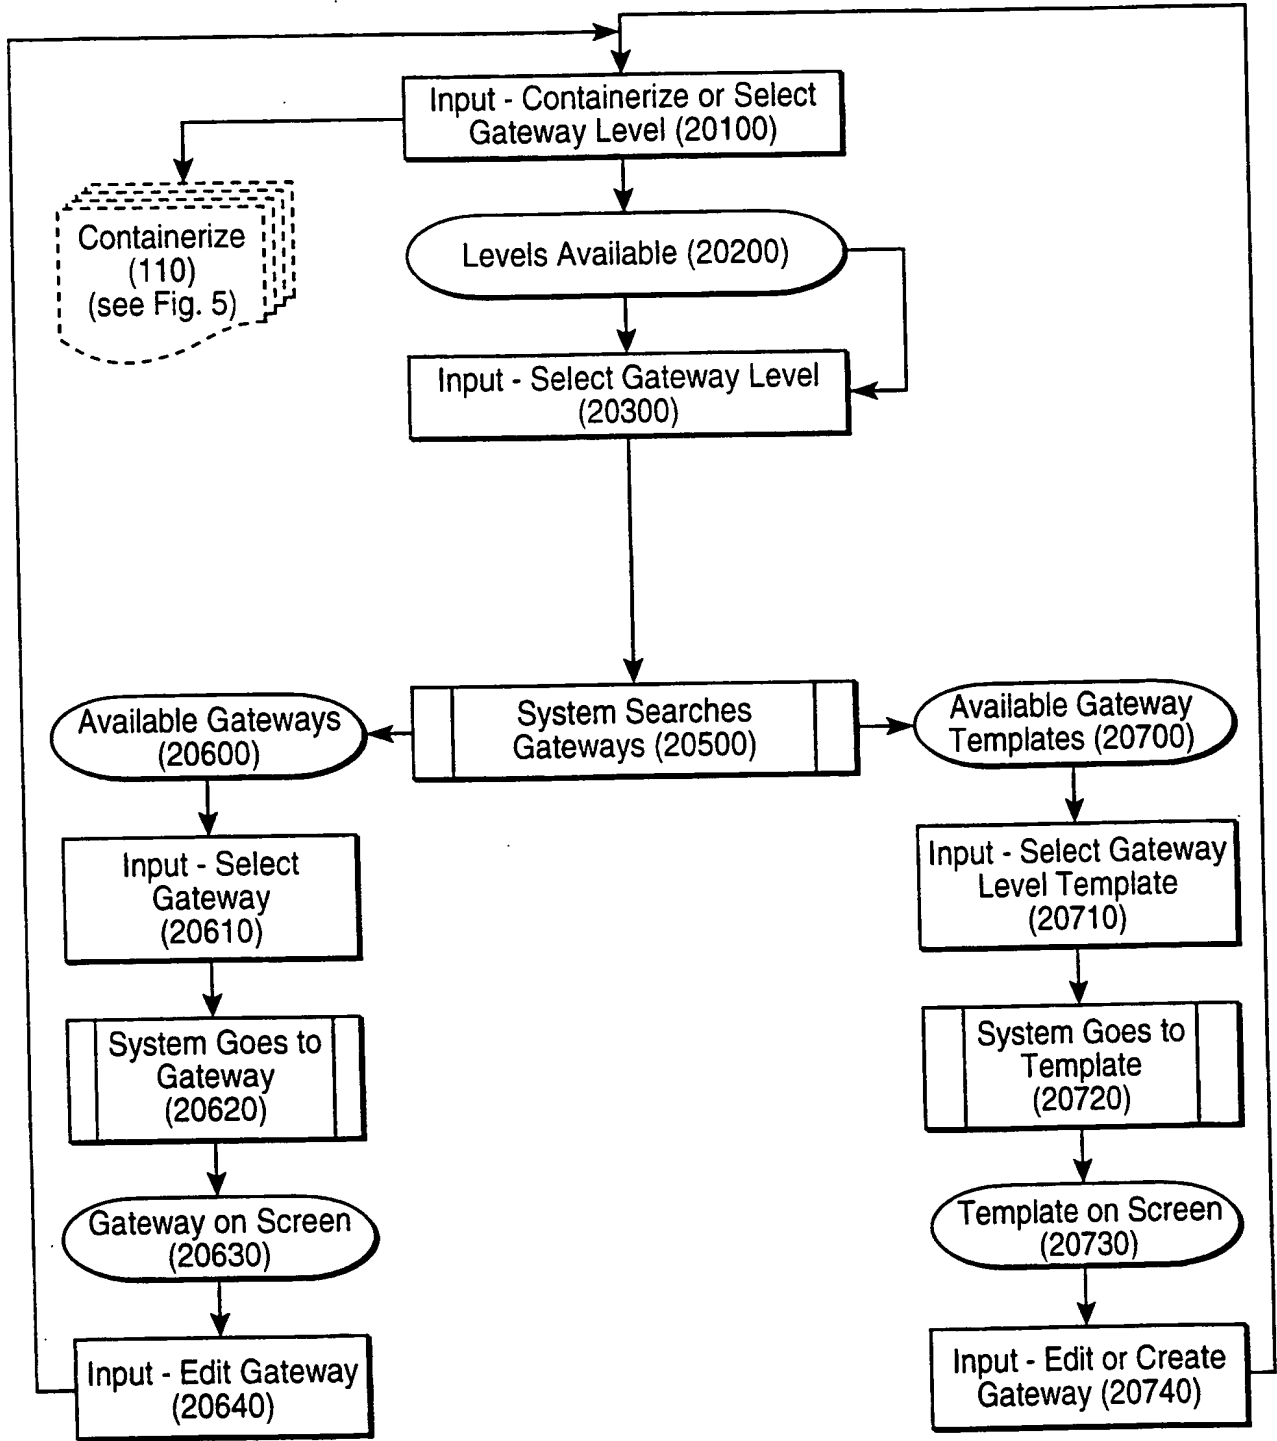 Input - Containerize or Select
Gateway Level (20100)
Containerize
(110)
(see Fig. 5)
Levels Available (20200)
Input - Select Gateway Level
(20300)
System Searches
Gateways (20500)
Available Gateways
(20600)
Input - Select
Gateway
(20610)
System Goes to
Gateway
(20620)
Gateway on Screen
(20630)
Input - Edit Gateway
(20640)
Available Gateway
Templates (20700)
Input - Select Gateway
Level Template
(20710)
System Goes to
Template
(20720)
Template on Screen
(20730)
Input - Edit or Create
Gateway (20740)